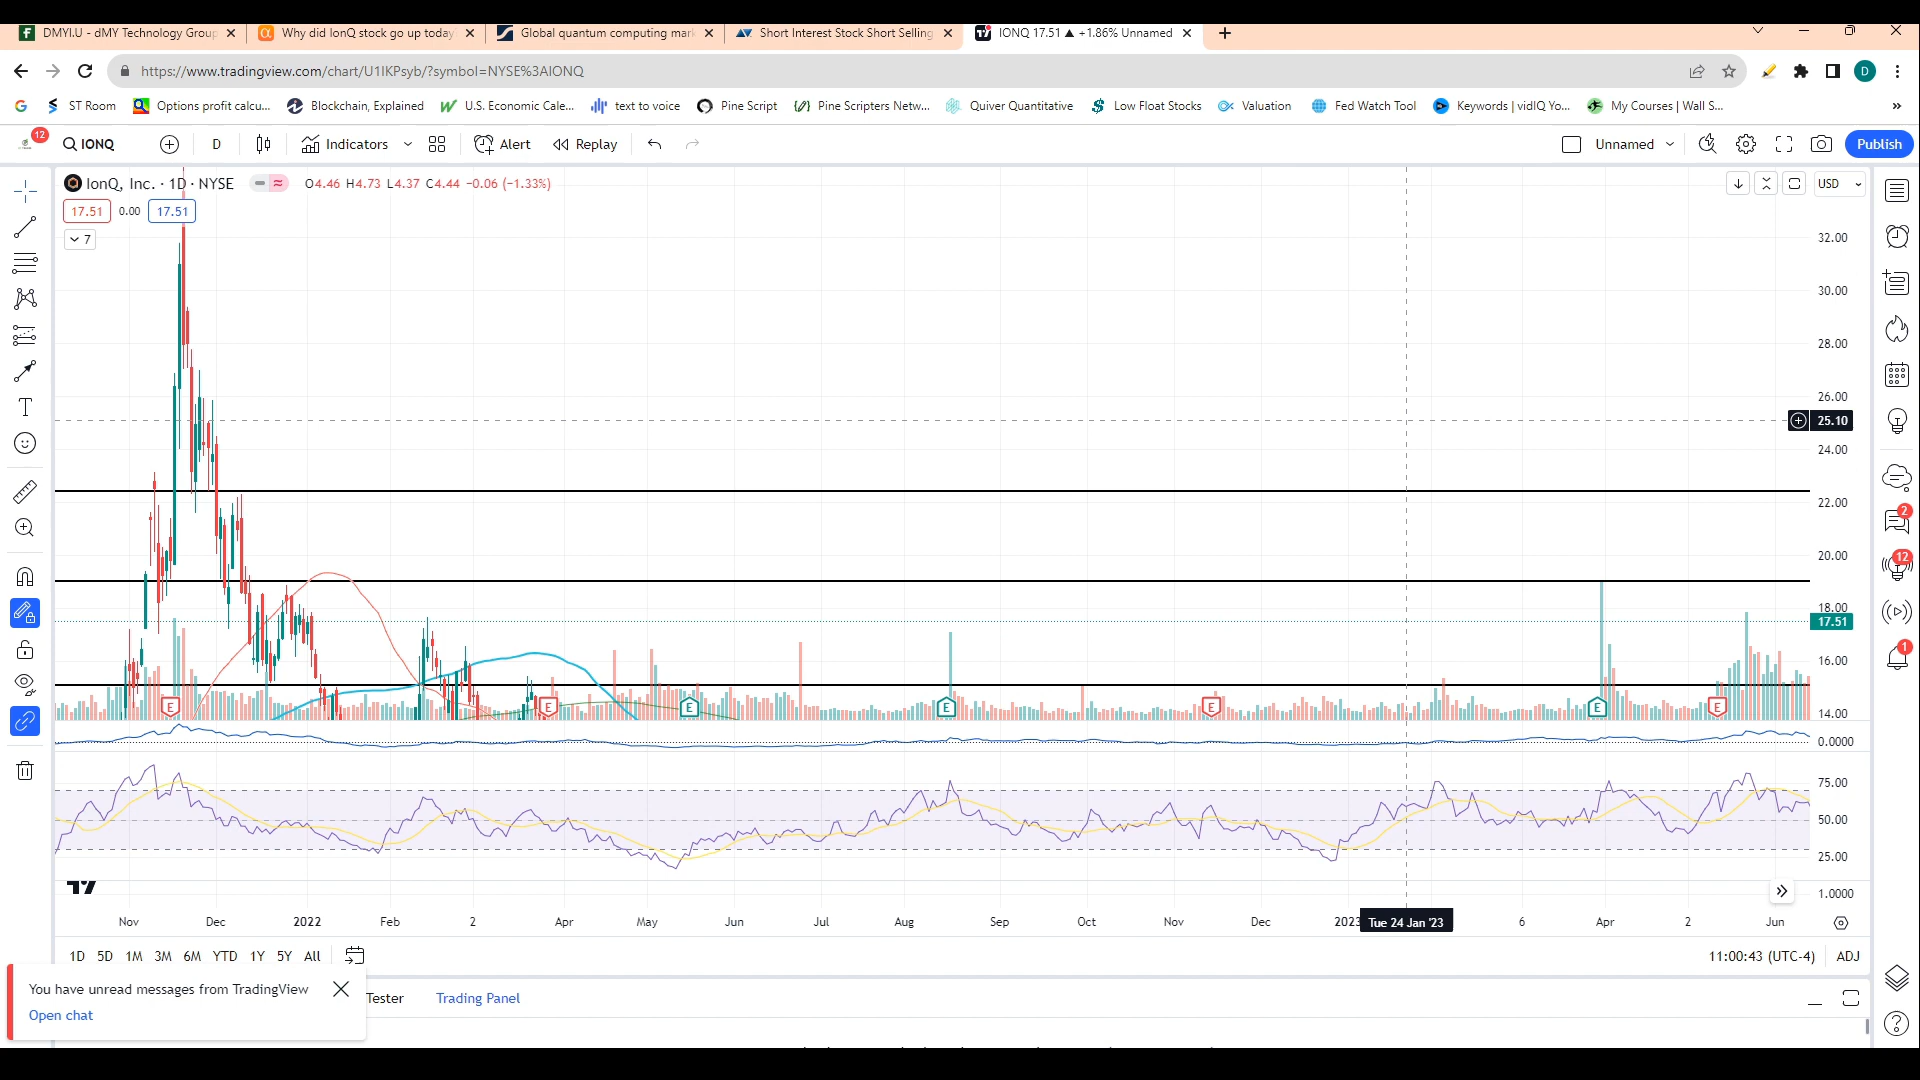 DMYI.U - dMY Technology Group
Why did IonQ stock go up today
Global quantum computing mark
Short Interest Stock Short Selling
IONQ 17.51 ▲ +1.86% Unnamed
https://www.tradingview.com/chart/U1IKPsyb/?symbol=NYSE%3AIONQ
D
ST Room
Options profit calcu...
Blockchain, Explained
U.S. Economic Cale...
text to voice
Pine Script
Pine Scripters Netw...
Quiver Quantitative
Low Float Stocks
Valuation
Fed Watch Tool
Keywords | vidIQ Yo...
My Courses | Wall S...
»
12
IONQ
D
Indicators
Alert
Replay
Unnamed
Publish
IonQ, Inc. · 1D · NYSE
O4.46 H4.73 L4.37 C4.44 −0.06 (−1.33%)
USD
17.51 0.00 17.51
7
32.00
30.00
28.00
26.00
25.10
24.00
22.00
20.00
18.00
17.51
16.00
14.00
2
12
1
E E E E E E E
0.0000
75.00
50.00
25.00
1.0000
Nov Dec 2022 Feb 2 Apr May Jun Jul Aug Sep Oct Nov Dec 2023 Tue 24 Jan '23 6 Apr 2 Jun
1D 5D 1M 3M 6M YTD 1Y 5Y All
11:00:43 (UTC-4) ADJ
You have unread messages from TradingView
Open chat
Tester
Trading Panel